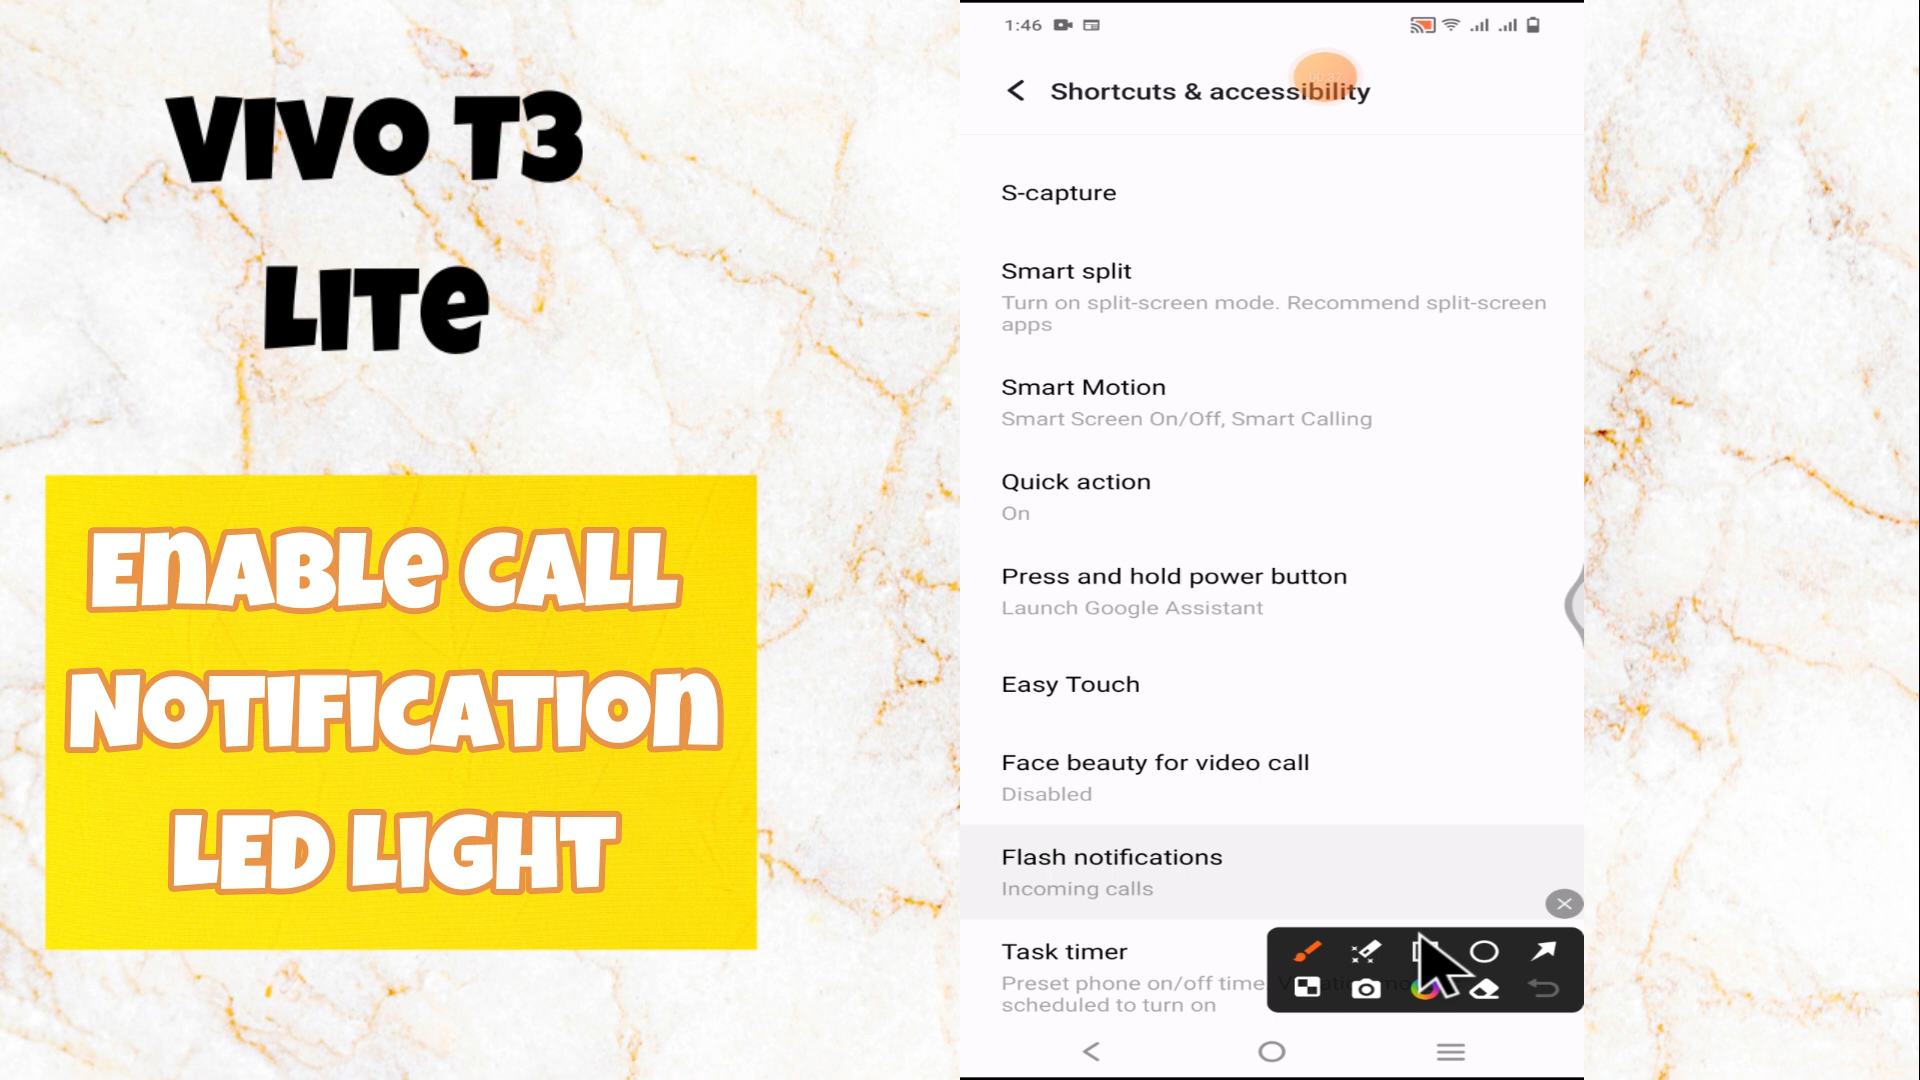 VIVO T3
LITE
ENABLE CALL
NOTIFICATION
LED LIGHT
1:46
Shortcuts & accessibility
S-capture
Smart split
Turn on split-screen mode. Recommend split-screen
apps
Smart Motion
Smart Screen On/Off, Smart Calling
Quick action
On
Press and hold power button
Launch Google Assistant
Easy Touch
Face beauty for video call
Disabled
Flash notifications
Incoming calls
Task timer
Preset phone on/off time,
scheduled to turn on